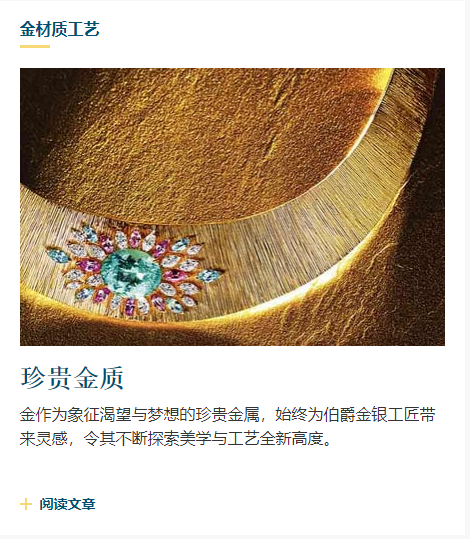 金材质工艺
珍贵金质
金作为象征渴望与梦想的珍贵金属，始终为伯爵金银工匠带
来灵感，令其不断探索美学与工艺全新高度。
阅读文章